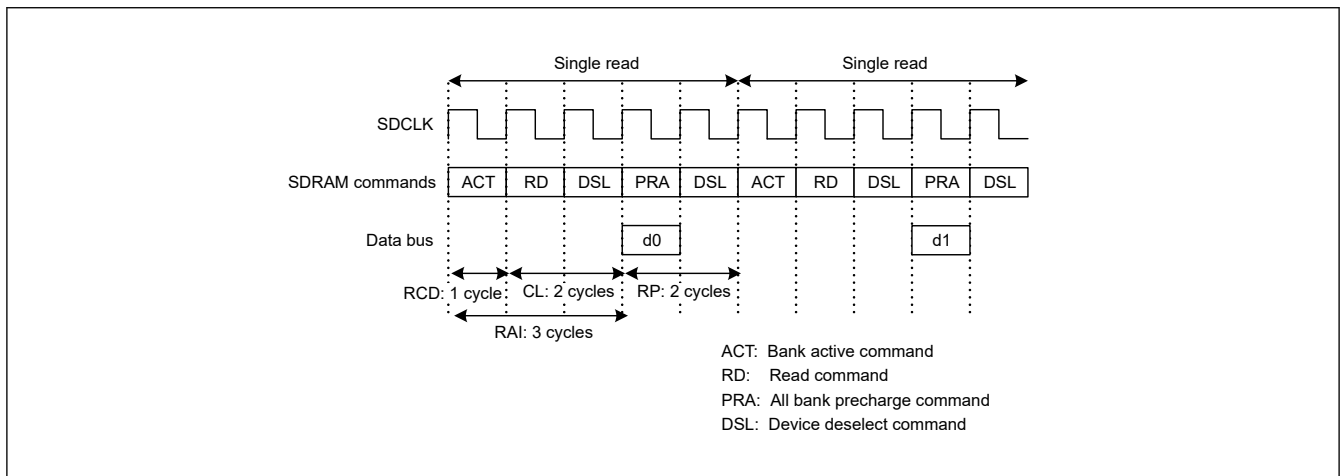 Single read Single read
SDCLK
SDRAM commands ACT RD DSL PRA DSL ACT RD DSL PRA DSL
Data bus d0 d1
RCD: 1 cycle CL: 2 cycles RP: 2 cycles
RAI: 3 cycles
ACT: Bank active command
RD: Read command
PRA: All bank precharge command
DSL: Device deselect command